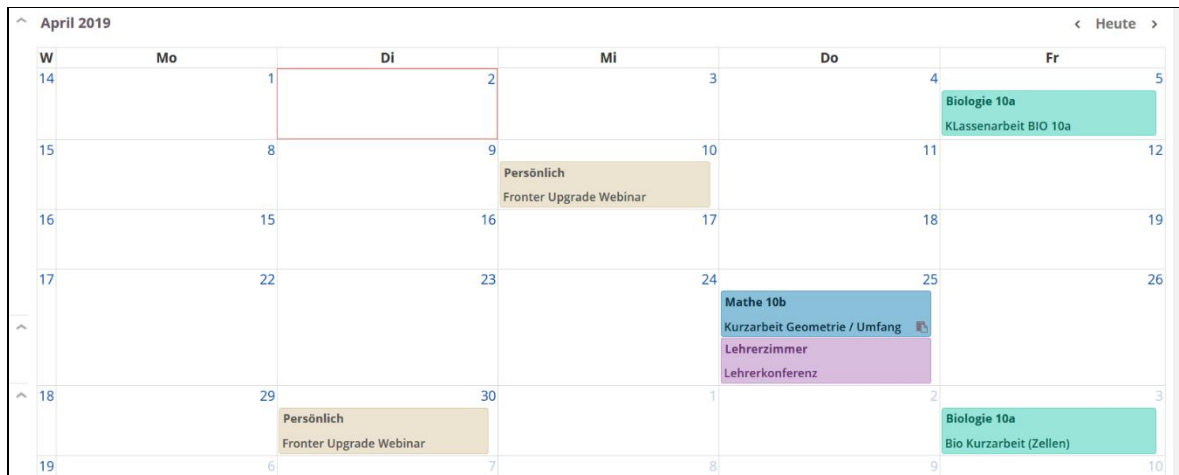 April 2019 < Heute >
W Mo Di Mi Do Fr
14 1 2 3 4 5
Biologie 10a
KLassenarbeit BIO 10a
15 8 9 10 11 12
Persönlich
Fronter Upgrade Webinar
16 15 16 17 18 19
17 22 23 24 25 26
Mathe 10b
Kurzarbeit Geometrie / Umfang
Lehrerzimmer
Lehrerkonferenz
18 29 30 1 2 3
Persönlich Biologie 10a
Fronter Upgrade Webinar Bio Kurzarbeit (Zellen)
19 6 7 8 9 10